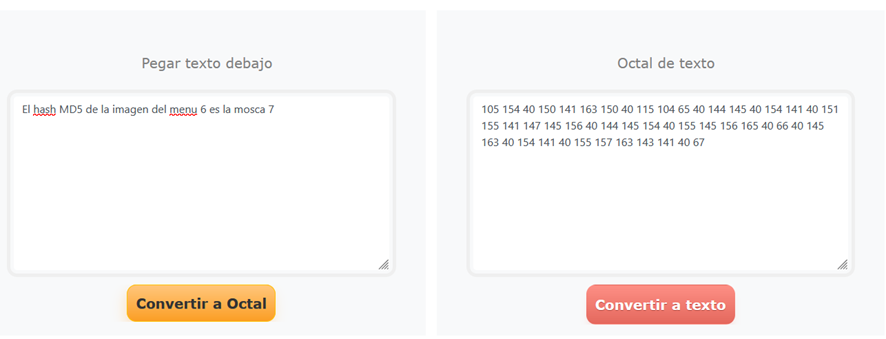 Pegar texto debajo
El hash MD5 de la imagen del menu 6 es la mosca 7
Convertir a Octal
Octal de texto
105 154 40 150 141 163 150 40 115 104 65 40 144 145 40 154 141 40 151
155 141 147 145 156 40 144 145 154 40 155 145 156 165 40 66 40 145
163 40 154 141 40 155 157 163 143 141 40 67
Convertir a texto